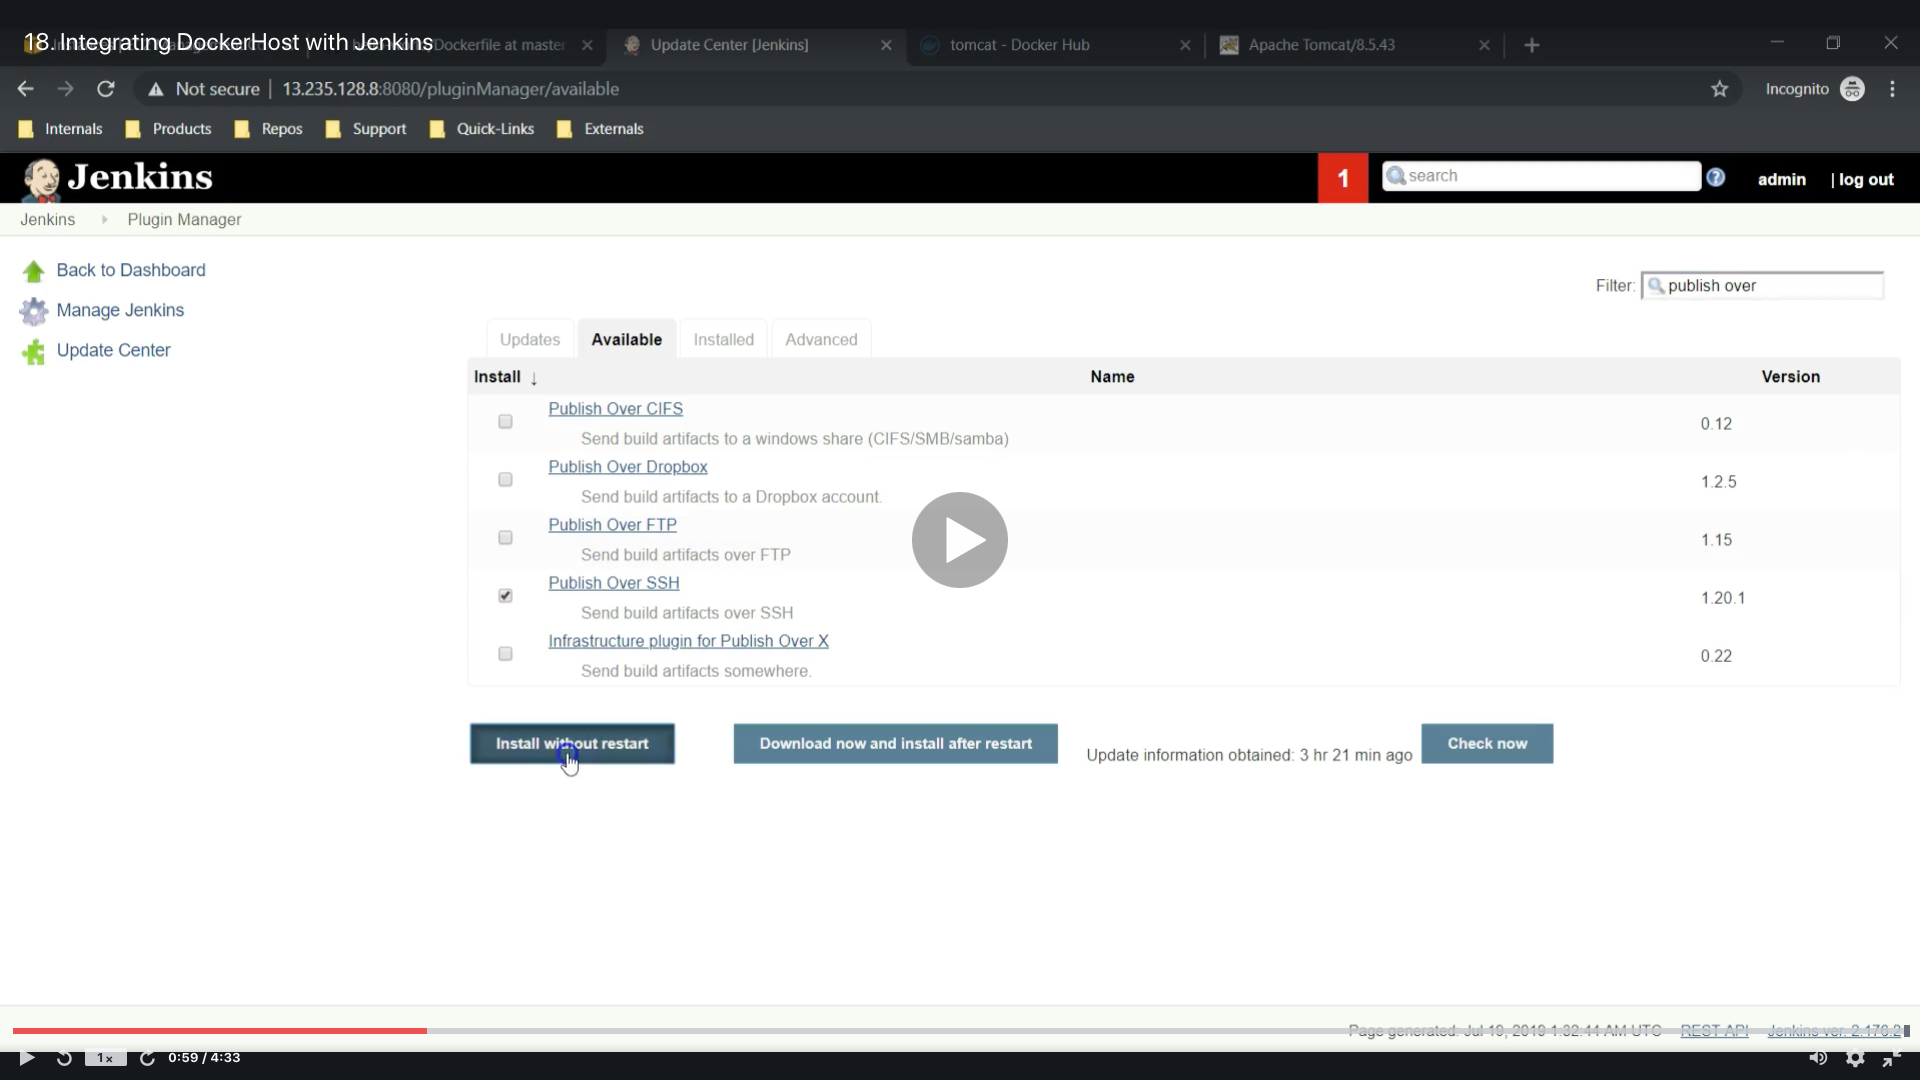 18. Integrating DockerHost with Jenkins
Dockerfile at master
Update Center [Jenkins]
tomcat - Docker Hub
Apache Tomcat/8.5.43
Not secure
13.235.128.8:8080/pluginManager/available
Incognito
Internals
Products
Repos
Support
Quick-Links
Externals
Jenkins
1
search
admin
| log out
Jenkins
Plugin Manager
Back to Dashboard
Manage Jenkins
Update Center
Filter:
publish over
Updates
Available
Installed
Advanced
Install ↓
Name
Version
Publish Over CIFS
Send build artifacts to a windows share (CIFS/SMB/samba)
0.12
Publish Over Dropbox
Send build artifacts to a Dropbox account.
1.2.5
Publish Over FTP
Send build artifacts over FTP
1.15
Publish Over SSH
Send build artifacts over SSH
1.20.1
Infrastructure plugin for Publish Over X
Send build artifacts somewhere.
0.22
Install without restart
Download now and install after restart
Update information obtained: 3 hr 21 min ago
Check now
Page generated: Jul 19, 2019 1:32:44 AM UTC
REST API
Jenkins ver. 2.176.2
1x
0:59 / 4:33